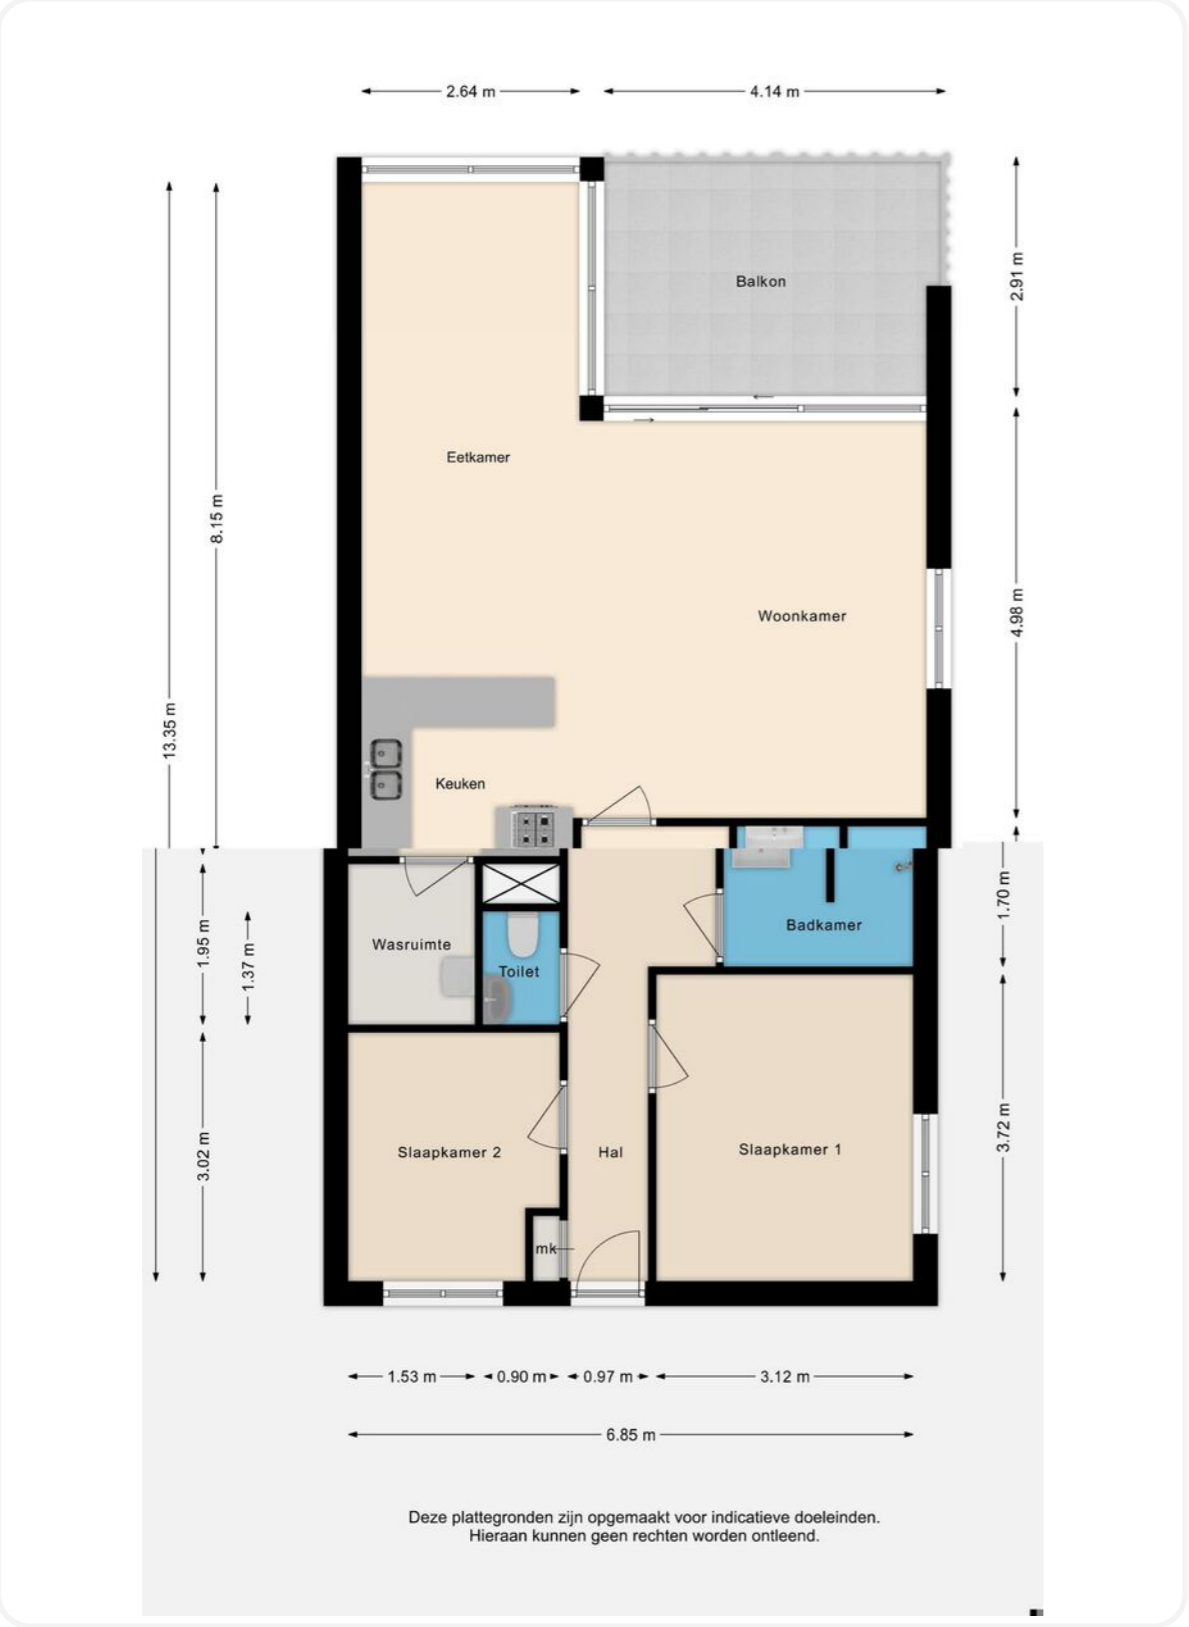 2.64 m
4.14 m
2.91 m
Balkon
8.15 m
Eetkamer
4.98 m
Woonkamer
13.35 m
Keuken
1.70 m
Badkamer
1.95 m
1.37 m
Wasruimte
Toilet
3.02 m
Slaapkamer 2
Hal
Slaapkamer 1
3.72 m
mk
1.53 m
0.90 m
0.97 m
3.12 m
6.85 m
Deze plattegronden zijn opgemaakt voor indicatieve doeleinden.
Hieraan kunnen geen rechten worden ontleend.